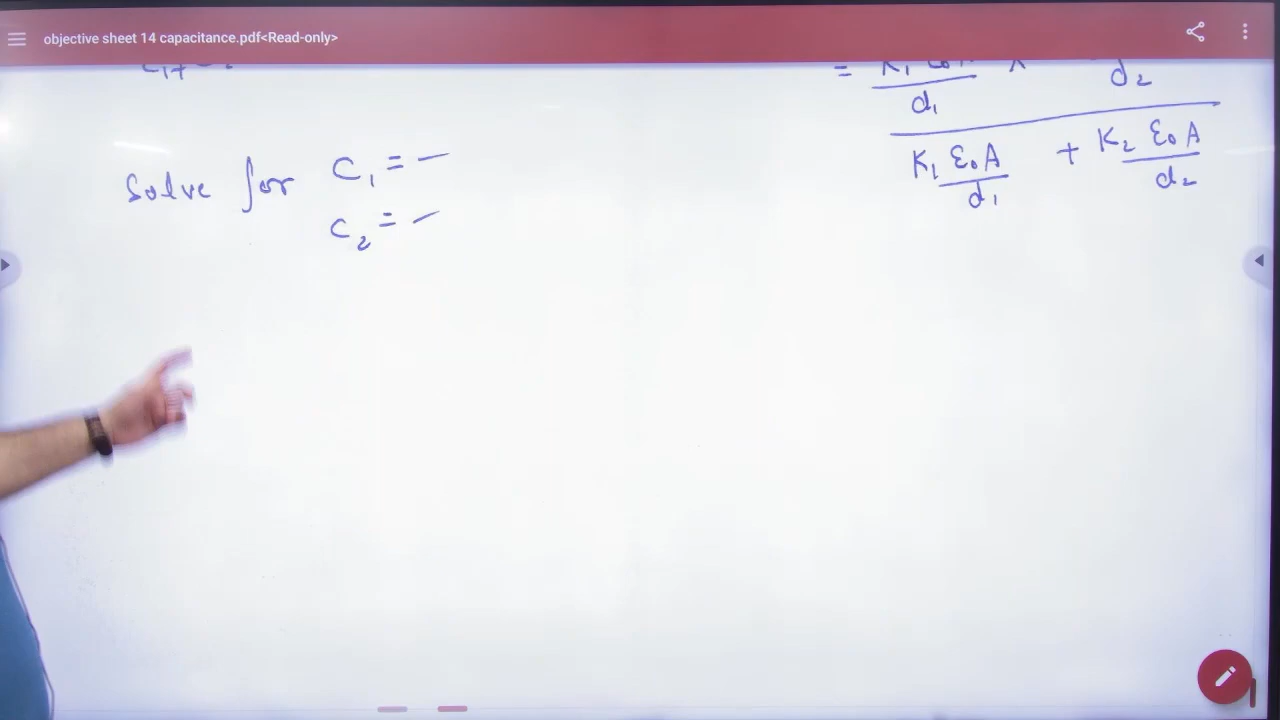 objective sheet 14 capacitance.pdf<Read-only>
Solve for C₁ = —
C₂ = —
=
d₁
d₂
K₁ ε₀ A / d₁ + K₂ ε₀ A / d₂